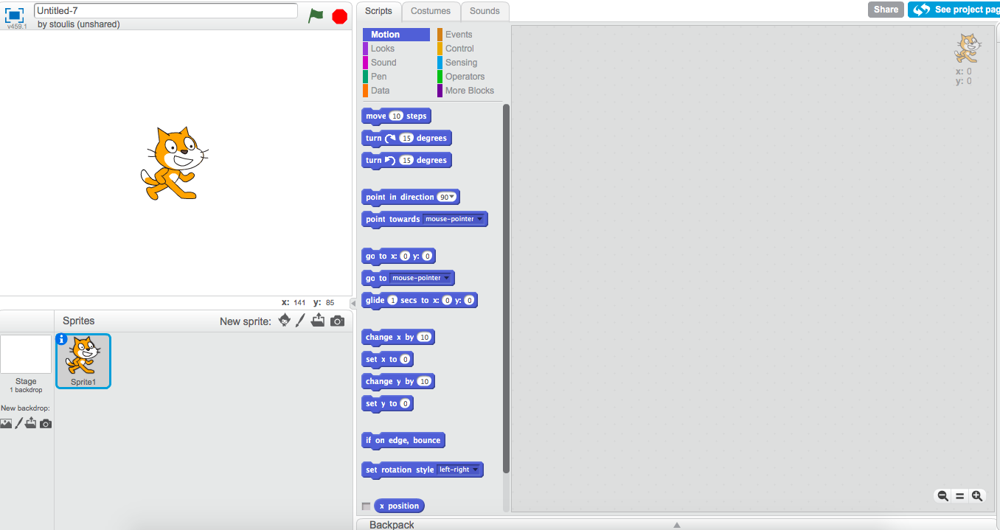 Untitled-7
by stoulis (unshared)
v459.1
Scripts
Costumes
Sounds
Share
See project pag
Motion
Looks
Sound
Pen
Data
Events
Control
Sensing
Operators
More Blocks
move 10 steps
turn 15 degrees
turn 15 degrees
point in direction 90
point towards mouse-pointer
go to x: 0 y: 0
go to mouse-pointer
glide 1 secs to x: 0 y: 0
change x by 10
set x to 0
change y by 10
set y to 0
if on edge, bounce
set rotation style left-right
x position
x: 0
y: 0
x: 141 y: 85
Sprites
New sprite:
Stage
1 backdrop
New backdrop:
i
Sprite1
Backpack